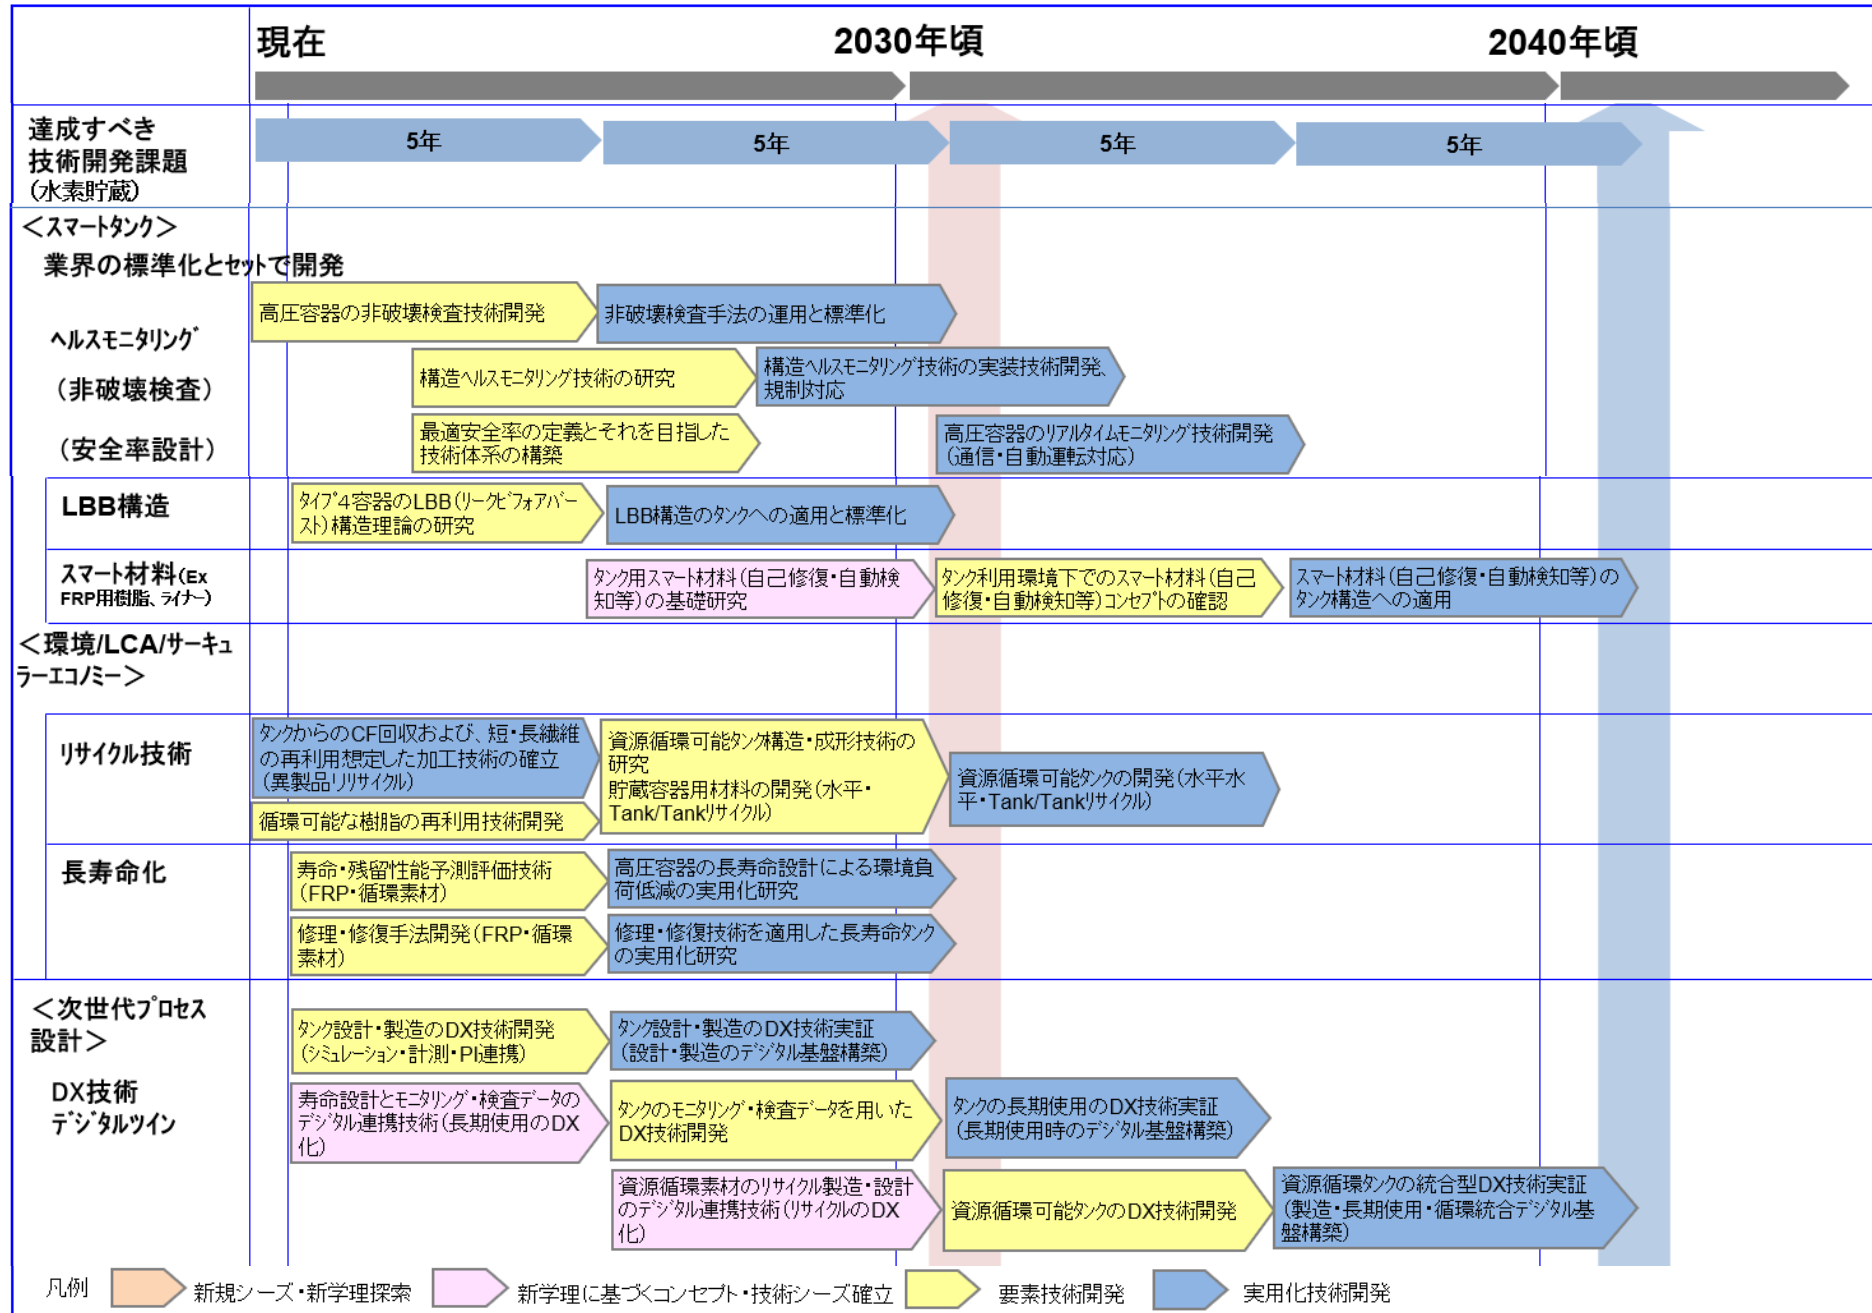 現在
2030年頃
2040年頃
達成すべき
技術開発課題
（水素貯蔵）
5年
5年
5年
5年
＜スマートタンク＞
業界の標準化とセットで開発
ヘルスモニタリング
（非破壊検査）
（安全率設計）
高圧容器の非破壊検査技術開発
非破壊検査手法の運用と標準化
構造ヘルスモニタリング技術の研究
構造ヘルスモニタリング技術の実装技術開発、
規制対応
最適安全率の定義とそれを目指した
技術体系の構築
高圧容器のリアルタイムモニタリング技術開発
（通信・自動運転対応）
LBB構造
タイプ4容器のLBB（リークビフォアバー
スト）構造理論の研究
LBB構造のタンクへの適用と標準化
スマート材料（Ex
FRP用樹脂、ライナー）
タンク用スマート材料（自己修復・自動検
知等）の基礎研究
タンク利用環境下でのスマート材料（自己
修復・自動検知等）コンセプトの確認
スマート材料（自己修復・自動検知等）の
タンク構造への適用
＜環境/LCA/サーキュ
ラーエコノミー＞
リサイクル技術
タンクからのCF回収および、短・長繊維
の再利用想定した加工技術の確立
（異製品リリサイクル）
循環可能な樹脂の再利用技術開発
資源循環可能タンク構造・成形技術の
研究
貯蔵容器用材料の開発（水平・
Tank/Tankリサイクル）
資源循環可能タンクの開発（水平水
平・Tank/Tankリサイクル）
長寿命化
寿命・残留性能予測評価技術
（FRP・循環素材）
高圧容器の長寿命設計による環境負
荷低減の実用化研究
修理・修復手法開発（FRP・循環
素材）
修理・修復技術を適用した長寿命タンク
の実用化研究
＜次世代プロセス
設計＞
DX技術
デジタルツイン
タンク設計・製造のDX技術開発
（シミュレーション・計測・PI連携）
タンク設計・製造のDX技術実証
（設計・製造のデジタル基盤構築）
寿命設計とモニタリング・検査データの
デジタル連携技術（長期使用のDX
化）
タンクのモニタリング・検査データを用いた
DX技術開発
タンクの長期使用のDX技術実証
（長期使用時のデジタル基盤構築）
資源循環素材のリサイクル製造・設計
のデジタル連携技術（リサイクルのDX
化）
資源循環可能タンクのDX技術開発
資源循環タンクの統合型DX技術実証
（製造・長期使用・循環統合デジタル基
盤構築）
凡例
新規シーズ・新学理探索
新学理に基づくコンセプト・技術シーズ確立
要素技術開発
実用化技術開発